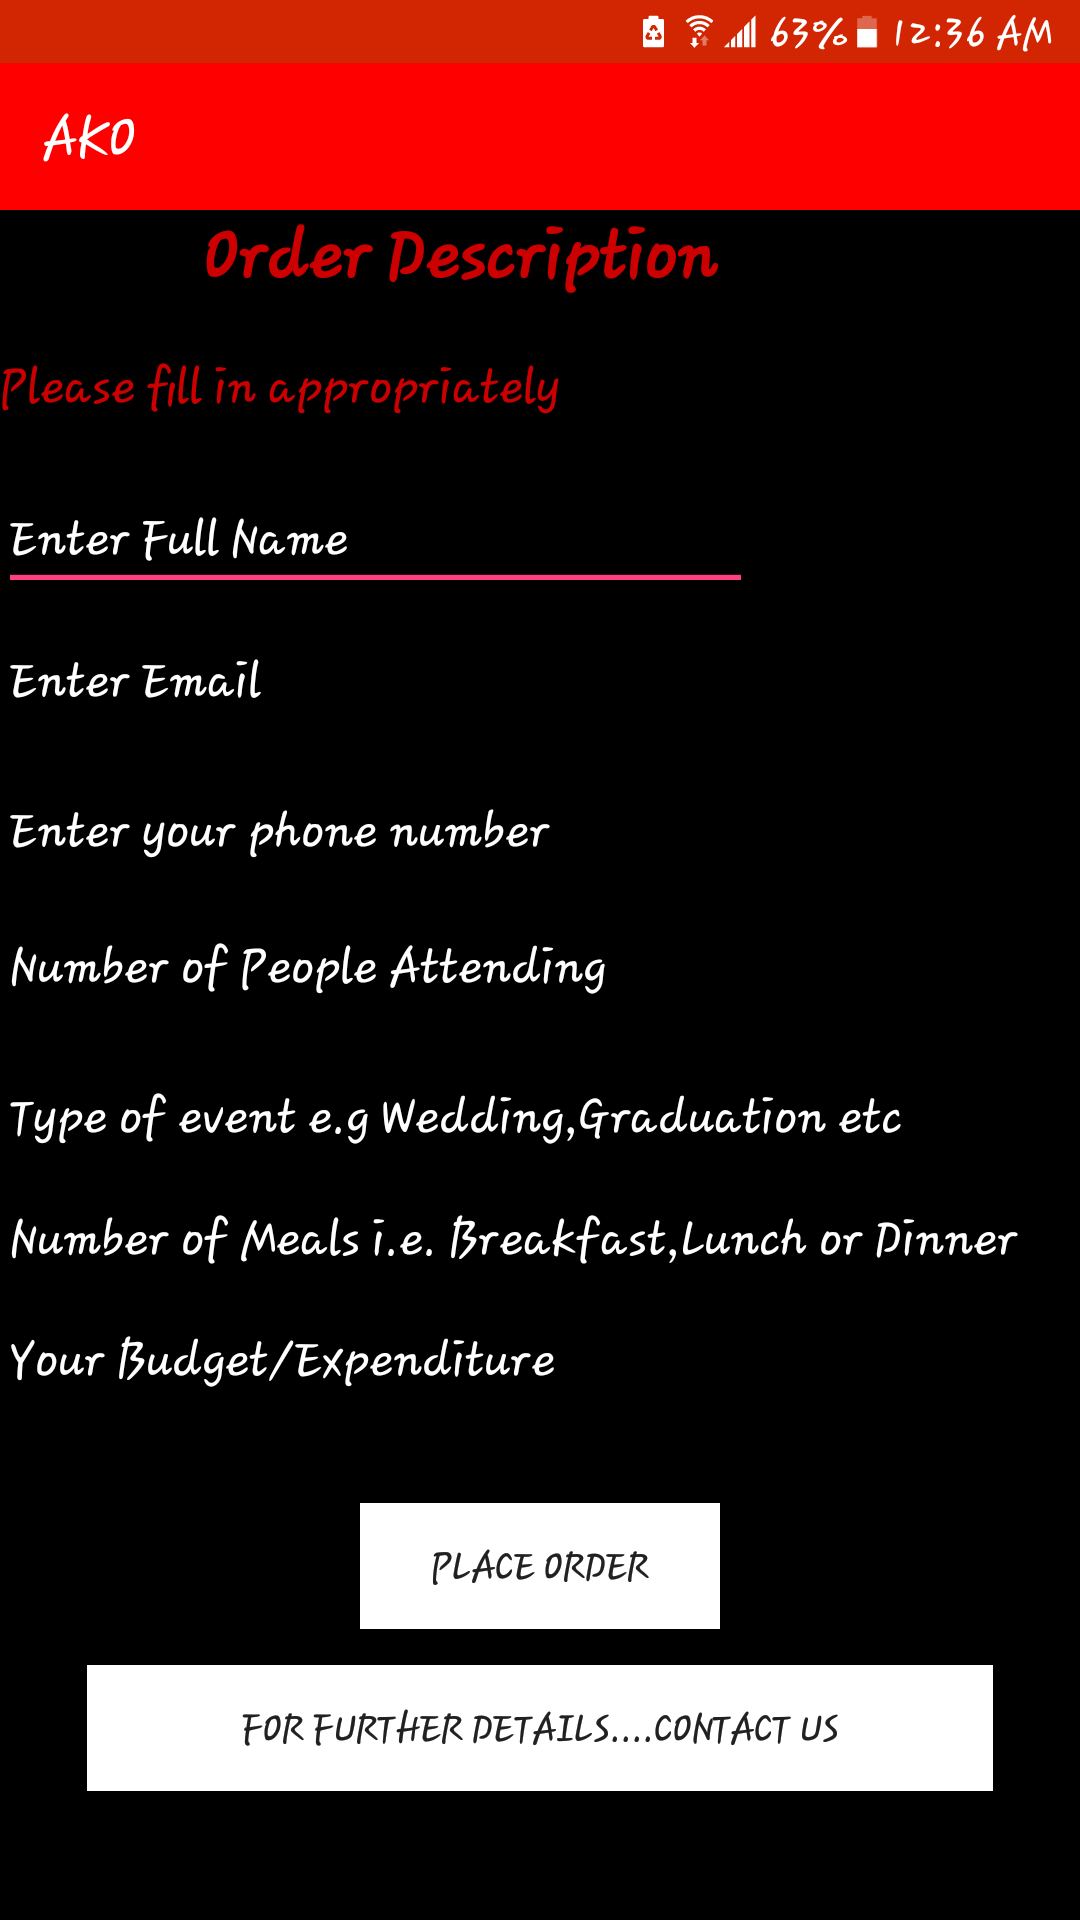 63% 12:36 AM
AKO
Order Description
Please fill in appropriately
Enter Full Name
Enter Email
Enter your phone number
Number of People Attending
Type of event e.g Wedding,Graduation etc
Number of Meals i.e. Breakfast,Lunch or Dinner
Your Budget/Expenditure
PLACE ORDER
FOR FURTHER DETAILS....CONTACT US